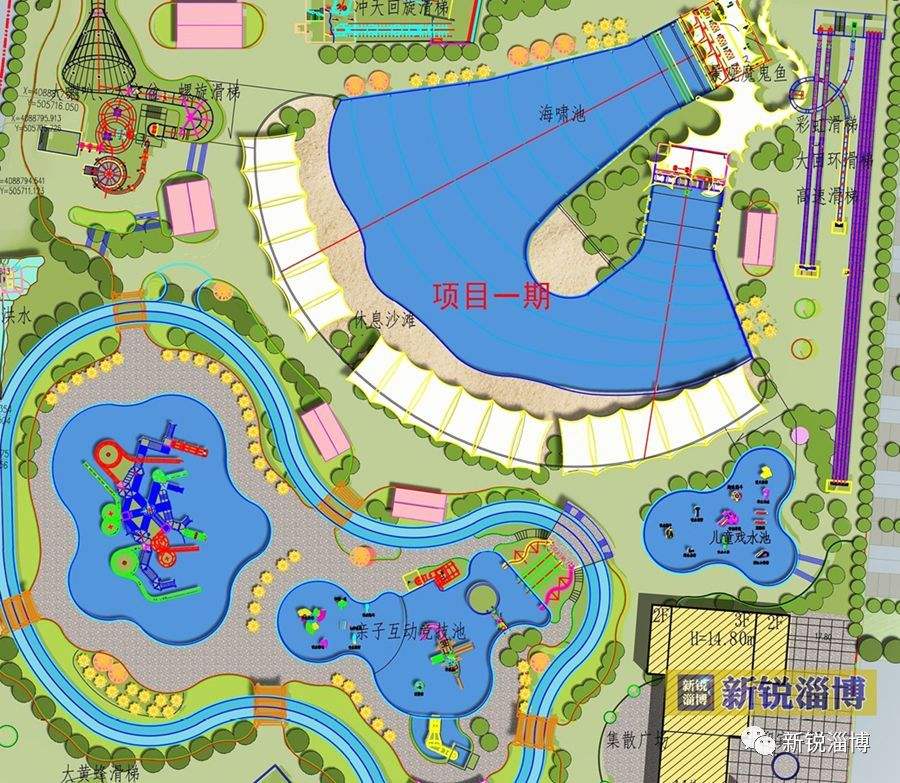 冲天回旋滑梯
魔鬼鱼
螺旋滑梯
Y=505716.050
X=4088795.913
海啸池
彩虹滑梯
大回环滑梯
高速滑梯
=4088794.641
Y=505711.123
项目一期
洪水
休息沙滩
儿童戏水池
亲子互动竞技池
2F
3F
2F
H=14.80m
17.80
新锐
淄博
新锐淄博
集散广场
新锐淄博
大黄蜂滑梯